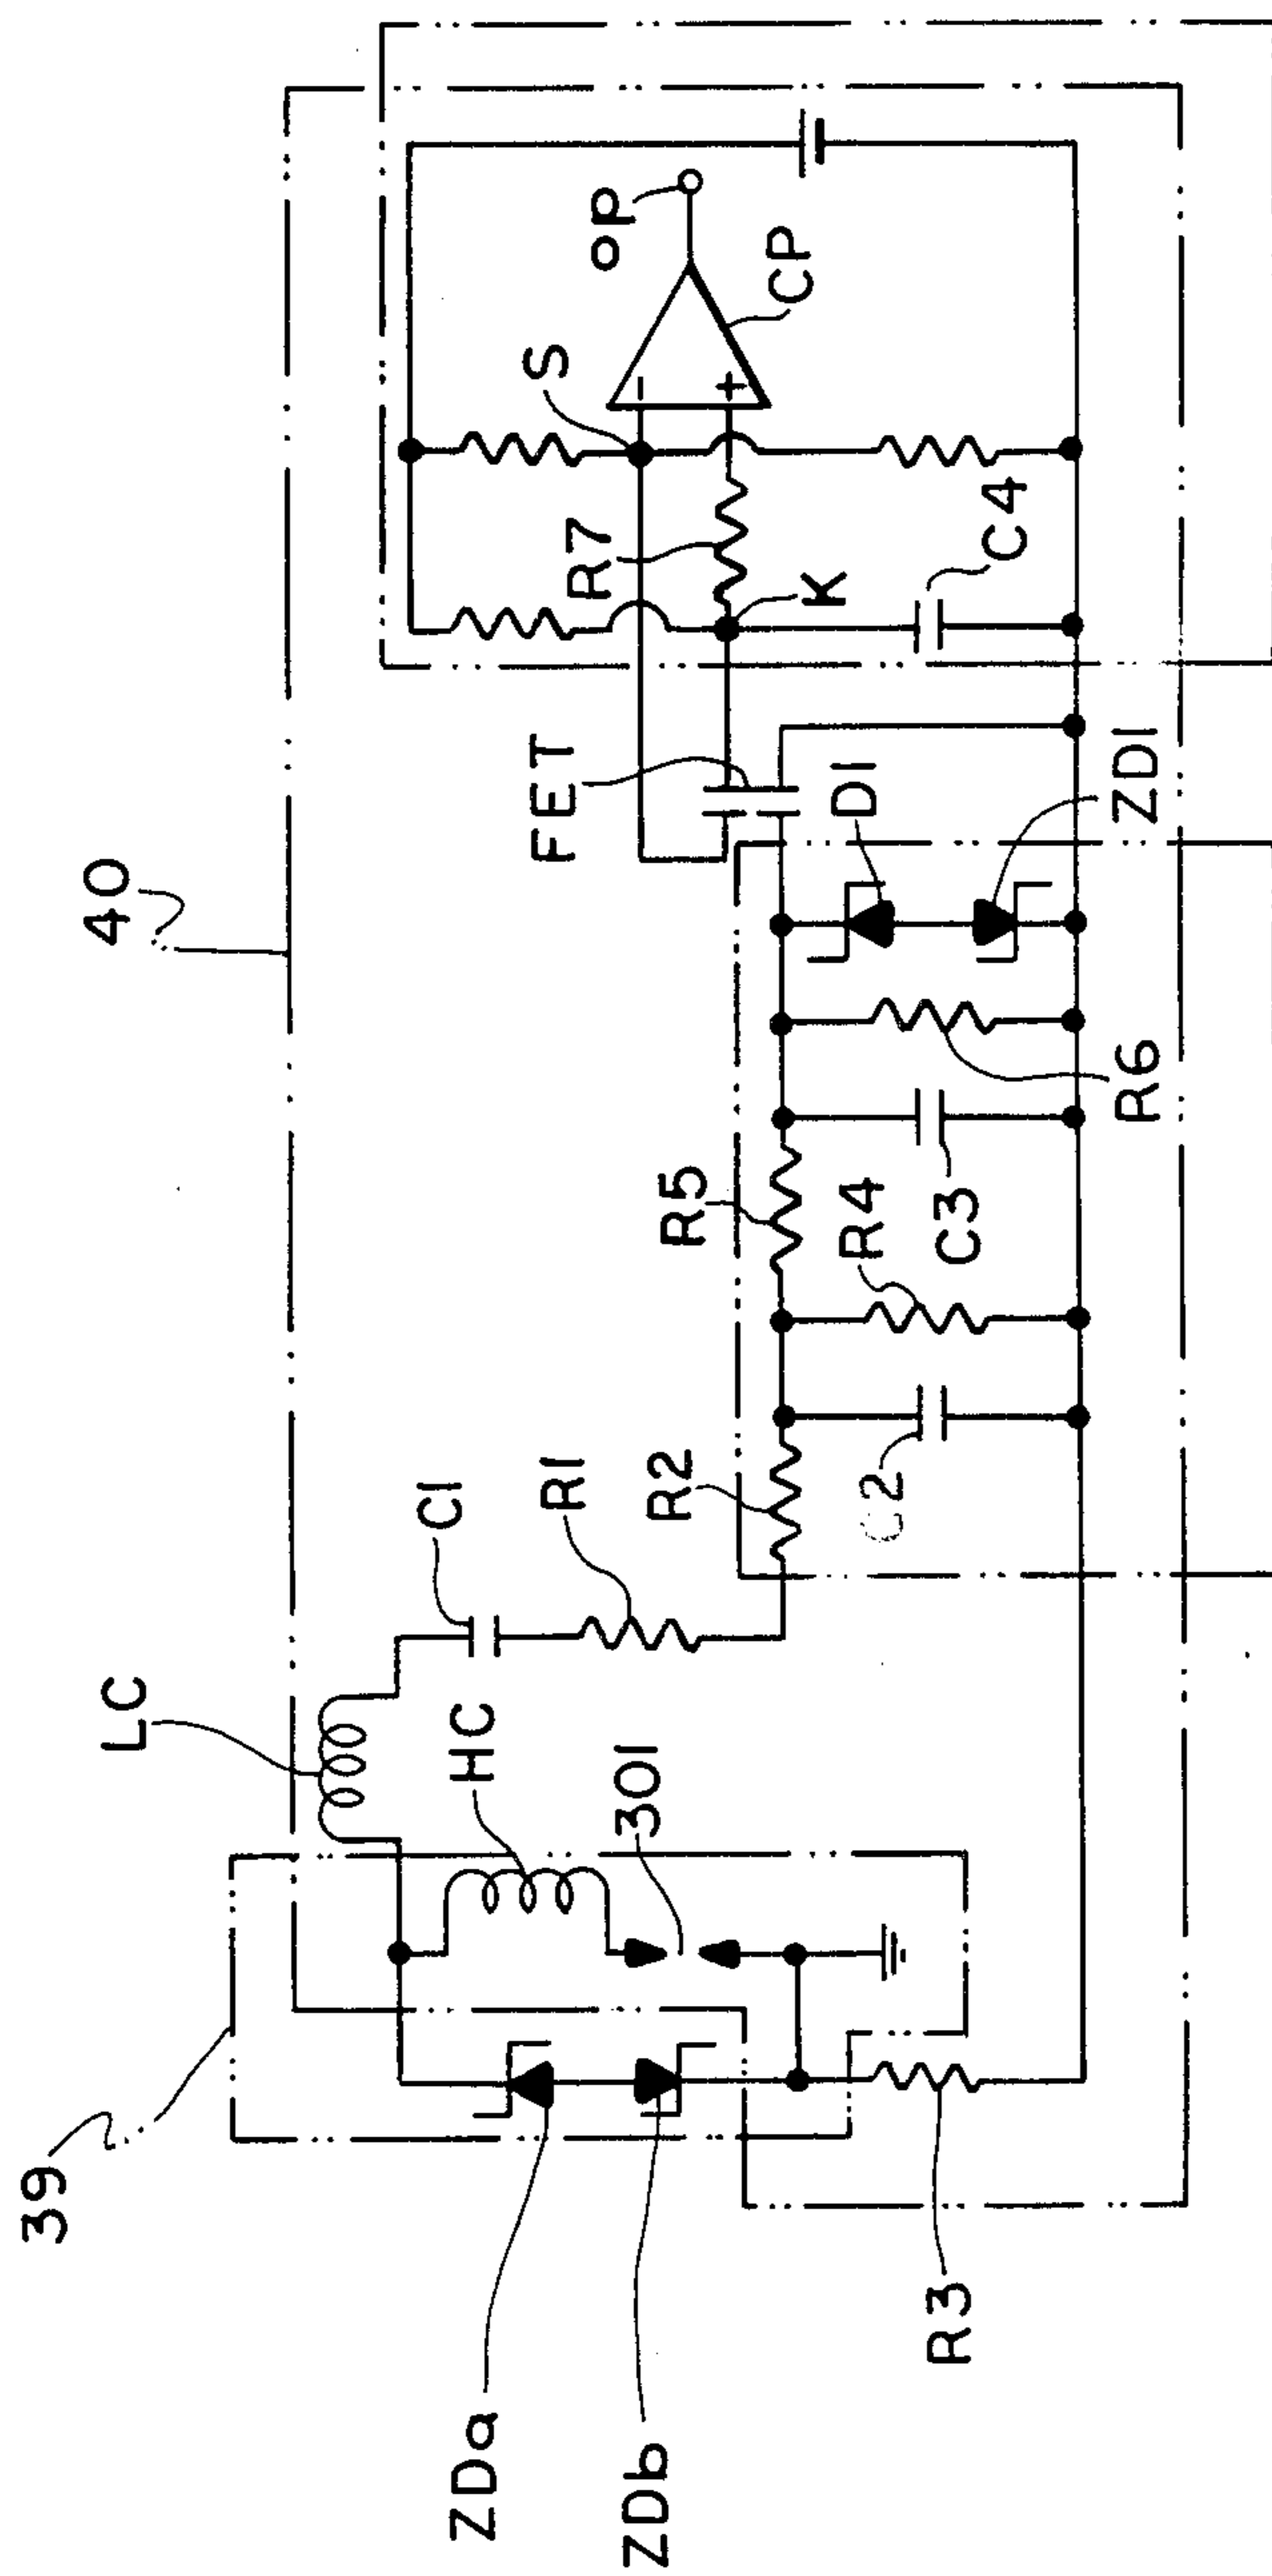 39
40
LC
C1
R1
HC
301
ZDa
ZDb
R3
R2
C2
R4
R5
C3
R6
D1
ZD1
FET
R7
K
C4
S
−
+
CP
op